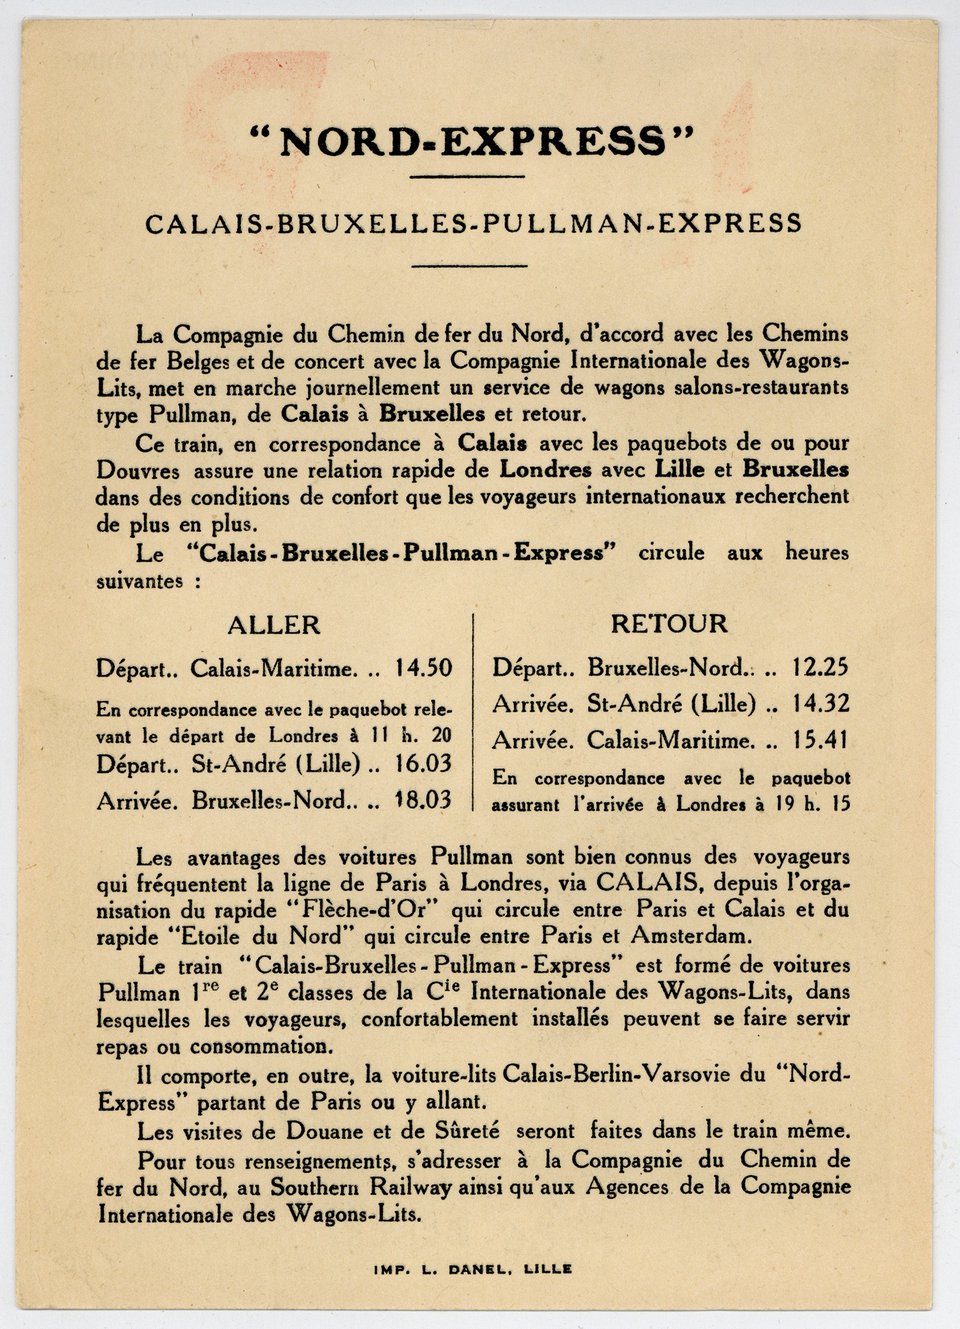 “NORD-EXPRESS”
CALAIS-BRUXELLES-PULLMAN-EXPRESS
La Compagnie du Chemin de fer du Nord, d'accord avec les Chemins
de fer Belges et de concert avec la Compagnie Internationale des Wagons-
Lits, met en marche journellement un service de wagons salons-restaurants
type Pullman, de Calais à Bruxelles et retour.
Ce train, en correspondance à Calais avec les paquebots de ou pour
Douvres assure une relation rapide de Londres avec Lille et Bruxelles
dans des conditions de confort que les voyageurs internationaux recherchent
de plus en plus.
Le “Calais-Bruxelles-Pullman-Express” circule aux heures
suivantes :
ALLER
Départ.. Calais-Maritime. .. 14.50
En correspondance avec le paquebot rele-
vant le départ de Londres à 11 h. 20
Départ.. St-André (Lille) .. 16.03
Arrivée. Bruxelles-Nord.. .. 18.03
RETOUR
Départ.. Bruxelles-Nord.. .. 12.25
Arrivée. St-André (Lille) .. 14.32
Arrivée. Calais-Maritime. .. 15.41
En correspondance avec le paquebot
assurant l'arrivée à Londres à 19 h. 15
Les avantages des voitures Pullman sont bien connus des voyageurs
qui fréquentent la ligne de Paris à Londres, via CALAIS, depuis l'orga-
nisation du rapide “Flèche-d'Or” qui circule entre Paris et Calais et du
rapide “Etoile du Nord” qui circule entre Paris et Amsterdam.
Le train “Calais-Bruxelles-Pullman-Express” est formé de voitures
Pullman 1re et 2e classes de la Cie Internationale des Wagons-Lits, dans
lesquelles les voyageurs, confortablement installés peuvent se faire servir
repas ou consommation.
Il comporte, en outre, la voiture-lits Calais-Berlin-Varsovie du “Nord-
Express” partant de Paris ou y allant.
Les visites de Douane et de Sûreté seront faites dans le train même.
Pour tous renseignements, s'adresser à la Compagnie du Chemin de
fer du Nord, au Southern Railway ainsi qu'aux Agences de la Compagnie
Internationale des Wagons-Lits.
IMP. L. DANEL, LILLE